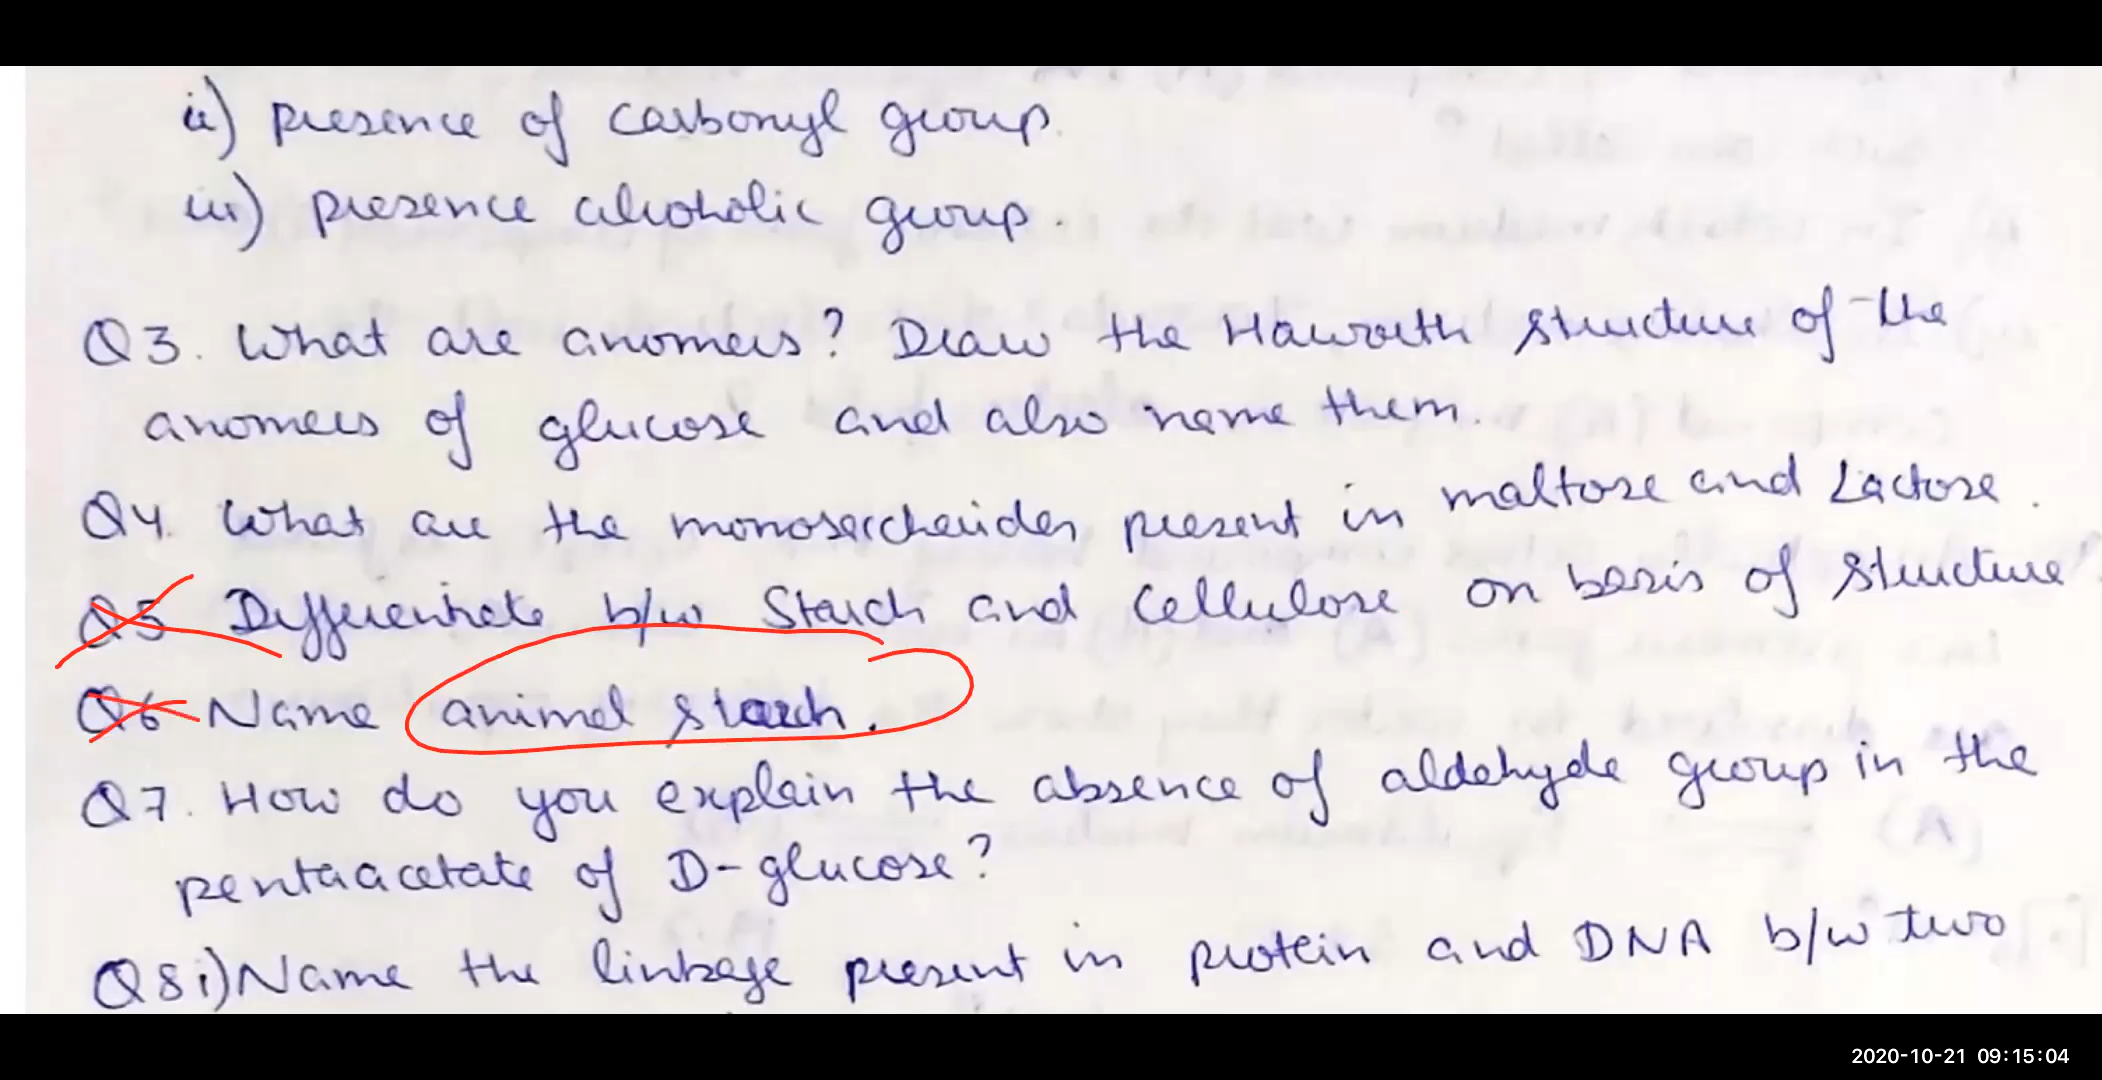 ii) presence of carbonyl group.
iii) presence alcoholic group.
Q3. What are anomers? Draw the Haworth structure of the
anomers of glucose and also name them.
Q4. What are the monosaccharides present in maltose and Lactose.
Q5 Differentiate b/w Starch and Cellulose on basis of structure?
Q6 Name animal starch.
Q7. How do you explain the absence of aldehyde group in the
pentaacetate of D-glucose?
Q8i) Name the linkage present in protein and DNA b/w two
2020-10-21 09:15:04